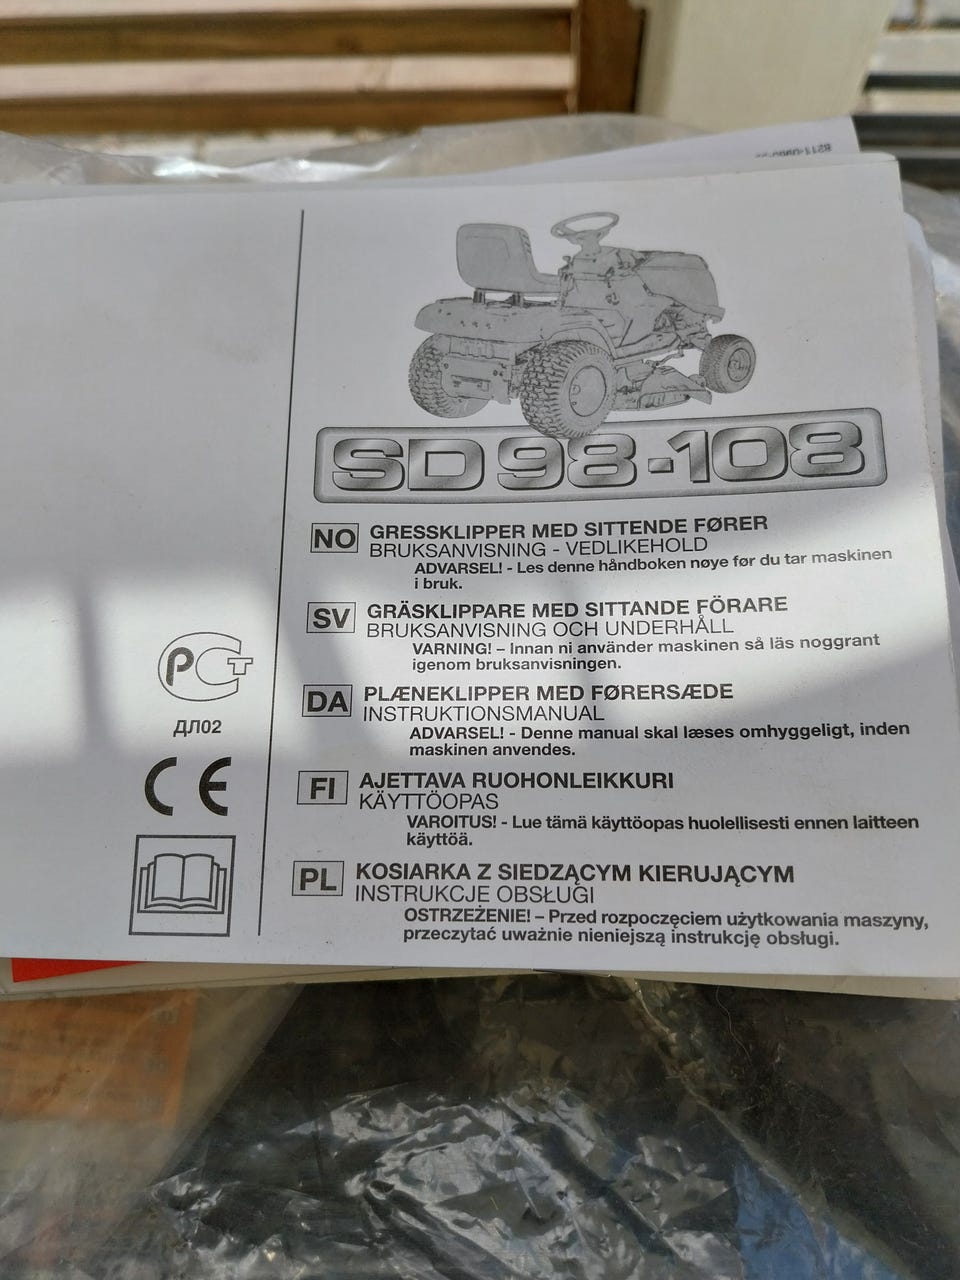 SD 98-108
NO GRESSKLIPPER MED SITTENDE FØRER
BRUKSANVISNING - VEDLIKEHOLD
ADVARSEL! - Les denne håndboken nøye før du tar maskinen
i bruk.
SV GRÄSKLIPPARE MED SITTANDE FÖRARE
BRUKSANVISNING OCH UNDERHÅLL
VARNING! – Innan ni använder maskinen så läs noggrant
igenom bruksanvisningen.
DA PLÆNEKLIPPER MED FØRERSÆDE
INSTRUKTIONSMANUAL
ADVARSEL! - Denne manual skal læses omhyggeligt, inden
maskinen anvendes.
FI AJETTAVA RUOHONLEIKKURI
KÄYTTÖOPAS
VAROITUS! - Lue tämä käyttöopas huolellisesti ennen laitteen
käyttöä.
PL KOSIARKA Z SIEDZĄCYM KIERUJĄCYM
INSTRUKCJE OBSŁUGI
OSTRZEŻENIE! – Przed rozpoczęciem użytkowania maszyny,
przeczytać uważnie nieniejszą instrukcję obsługi.
РСТ
ДЛ02
CE